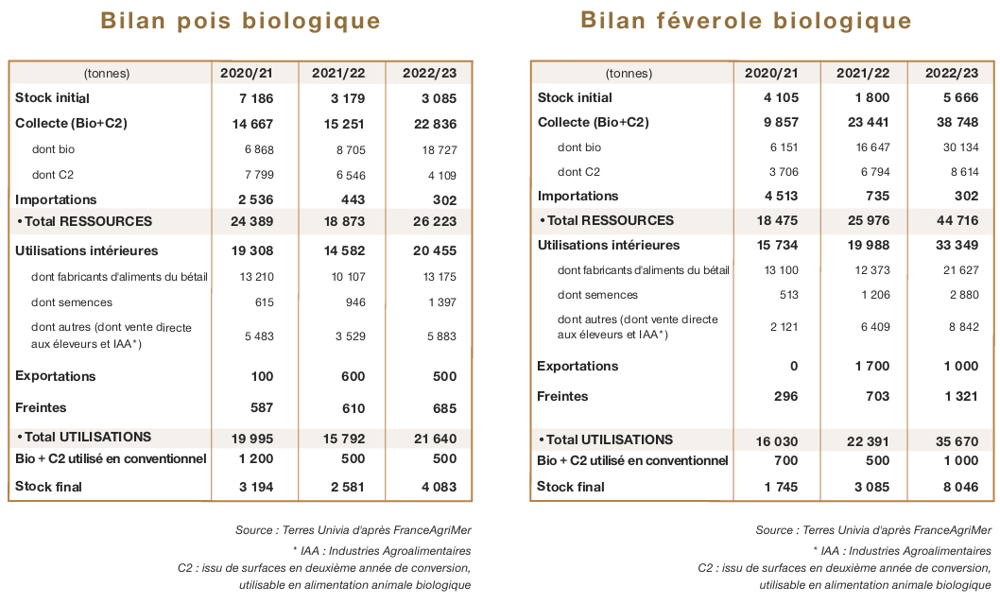 Bilan pois biologique
(tonnes) 2020/21 2021/22 2022/23
Stock initial 7 186 3 179 3 085
Collecte (Bio+C2) 14 667 15 251 22 836
dont bio 6 868 8 705 18 727
dont C2 7 799 6 546 4 109
Importations 2 536 443 302
• Total RESSOURCES 24 389 18 873 26 223
Utilisations intérieures 19 308 14 582 20 455
dont fabricants d'aliments du bétail 13 210 10 107 13 175
dont semences 615 946 1 397
dont autres (dont vente directe
aux éleveurs et IAA*) 5 483 3 529 5 883
Exportations 100 600 500
Freintes 587 610 685
• Total UTILISATIONS 19 995 15 792 21 640
Bio + C2 utilisé en conventionnel 1 200 500 500
Stock final 3 194 2 581 4 083
Source : Terres Univia d'après FranceAgriMer
* IAA : Industries Agroalimentaires
C2 : issu de surfaces en deuxième année de conversion,
utilisable en alimentation animale biologique
Bilan féverole biologique
(tonnes) 2020/21 2021/22 2022/23
Stock initial 4 105 1 800 5 666
Collecte (Bio+C2) 9 857 23 441 38 748
dont bio 6 151 16 647 30 134
dont C2 3 706 6 794 8 614
Importations 4 513 735 302
• Total RESSOURCES 18 475 25 976 44 716
Utilisations intérieures 15 734 19 988 33 349
dont fabricants d'aliments du bétail 13 100 12 373 21 627
dont semences 513 1 206 2 880
dont autres (dont vente directe
aux éleveurs et IAA*) 2 121 6 409 8 842
Exportations 0 1 700 1 000
Freintes 296 703 1 321
• Total UTILISATIONS 16 030 22 391 35 670
Bio + C2 utilisé en conventionnel 700 500 1 000
Stock final 1 745 3 085 8 046
Source : Terres Univia d'après FranceAgriMer
* IAA : Industries Agroalimentaires
C2 : issu de surfaces en deuxième année de conversion,
utilisable en alimentation animale biologique